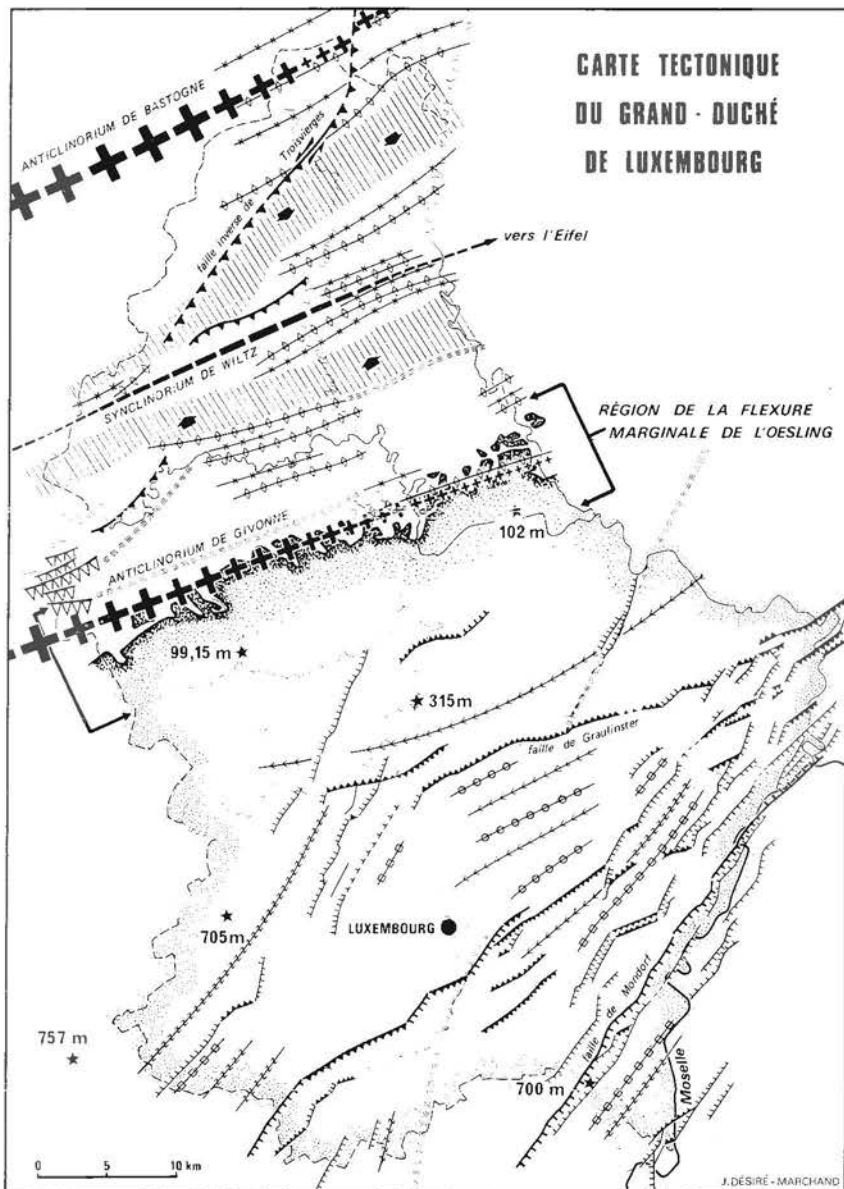 CARTE TECTONIQUE
DU GRAND - DUCHÉ
DE LUXEMBOURG
ANTICLINORIUM DE BASTOGNE
faille inverse de Troisvierges
vers l'Eifel
SYNCLINORIUM DE WILTZ
RÉGION DE LA FLEXURE
MARGINALE DE L'OESLING
ANTICLINORIUM DE GIVONNE
102 m
99,15 m
315m
faille de Graulinster
705m
LUXEMBOURG
757 m
faille de Mondorf
700 m
Moselle
0 5 10 km
J.DÉSIRÉ-MARCHAND